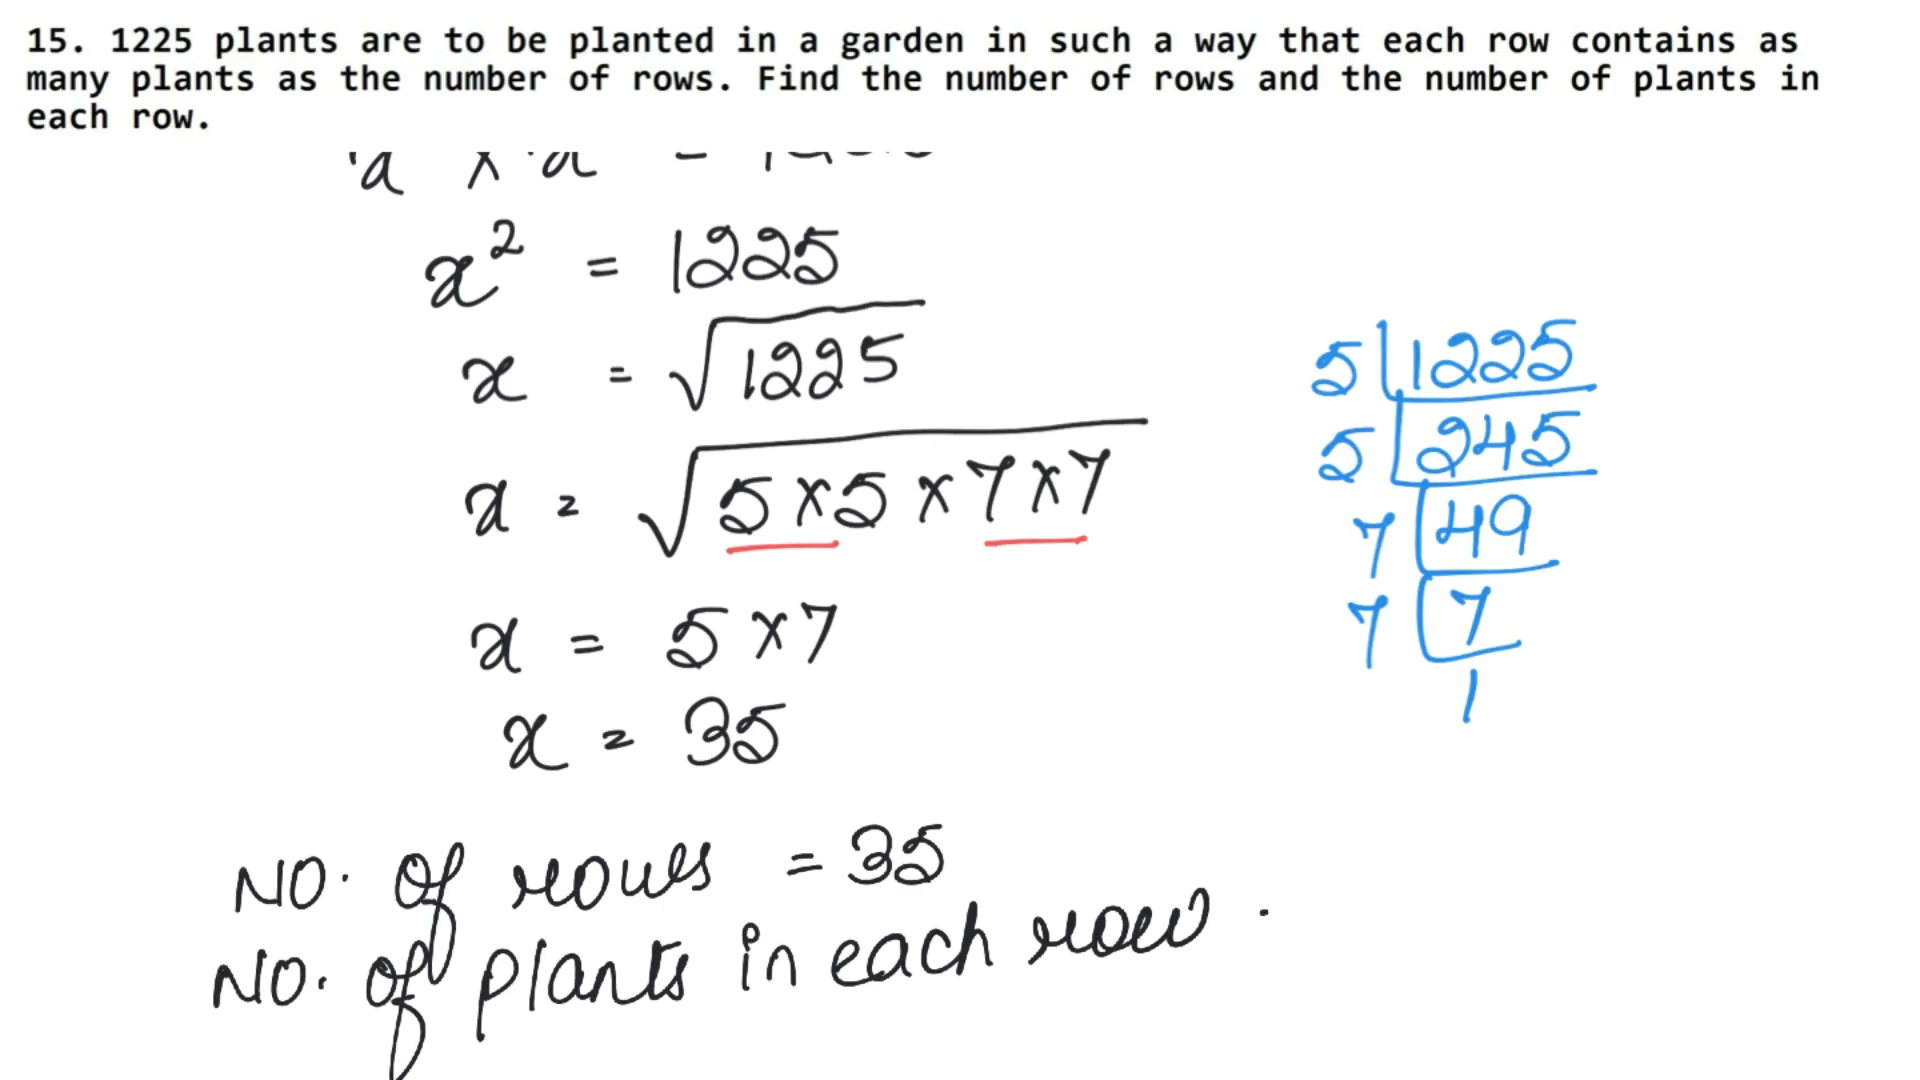 15. 1225 plants are to be planted in a garden in such a way that each row contains as
many plants as the number of rows. Find the number of rows and the number of plants in
each row.
x² = 1225
x = √1225
x = √5×5×7×7
x = 5×7
x = 35
NO. of rows = 35
NO. of plants in each row.
5 1225
5 245
7 49
7 7
1